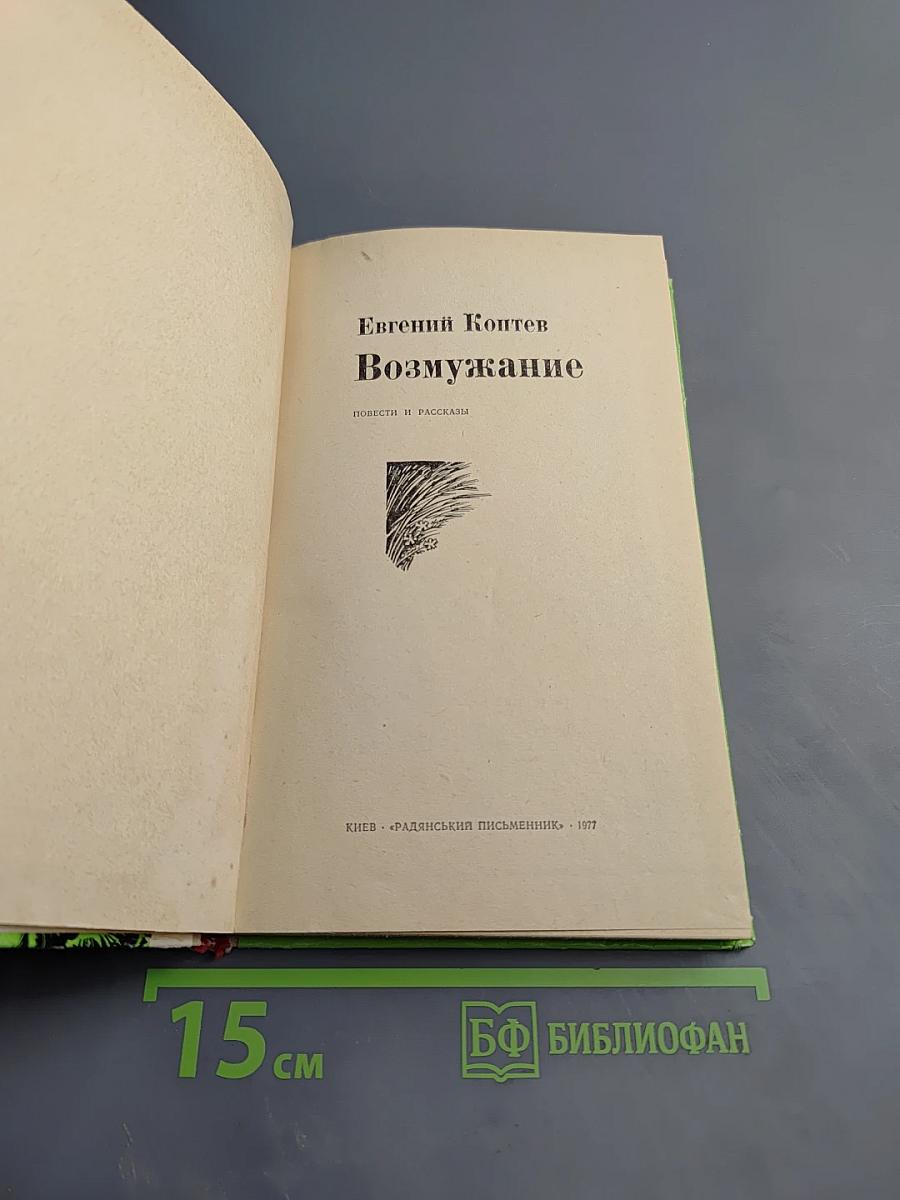 Евгений Коптев
Возмужание
ПОВЕСТИ И РАССКАЗЫ
КИЕВ · «РАДЯНСЬКИЙ ПИСЬМЕННИК» · 1977
15 см
БФ БИБЛИОФАН